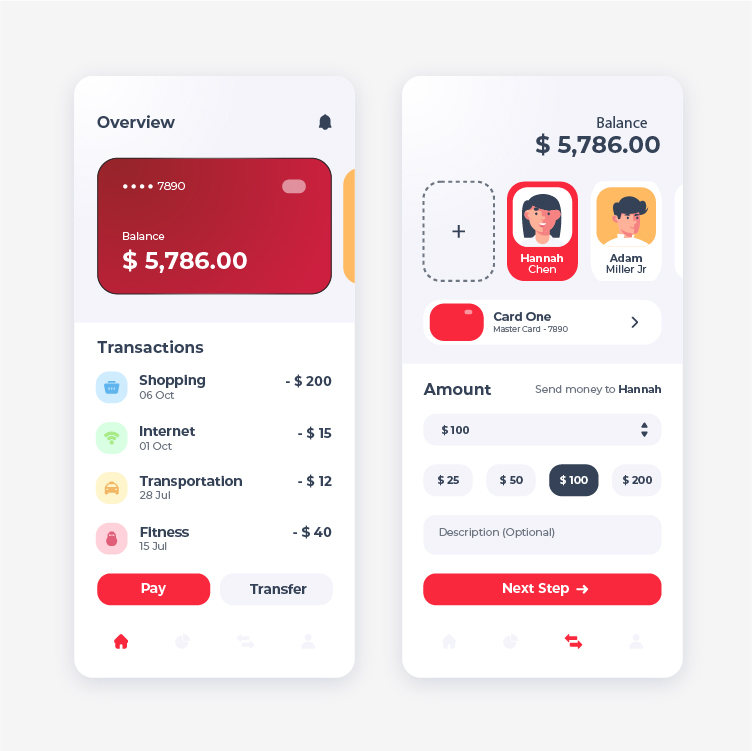 Overview
•••• 7890
Balance
$ 5,786.00
Transactions
Shopping - $ 200
06 Oct
Internet - $ 15
01 Oct
Transportation - $ 12
28 Jul
Fitness - $ 40
15 Jul
Pay Transfer
Balance
$ 5,786.00
+
Hannah
Chen
Adam
Miller Jr
Card One
Master Card - 7890
Amount Send money to Hannah
$ 100
$ 25 $ 50 $ 100 $ 200
Description (Optional)
Next Step →